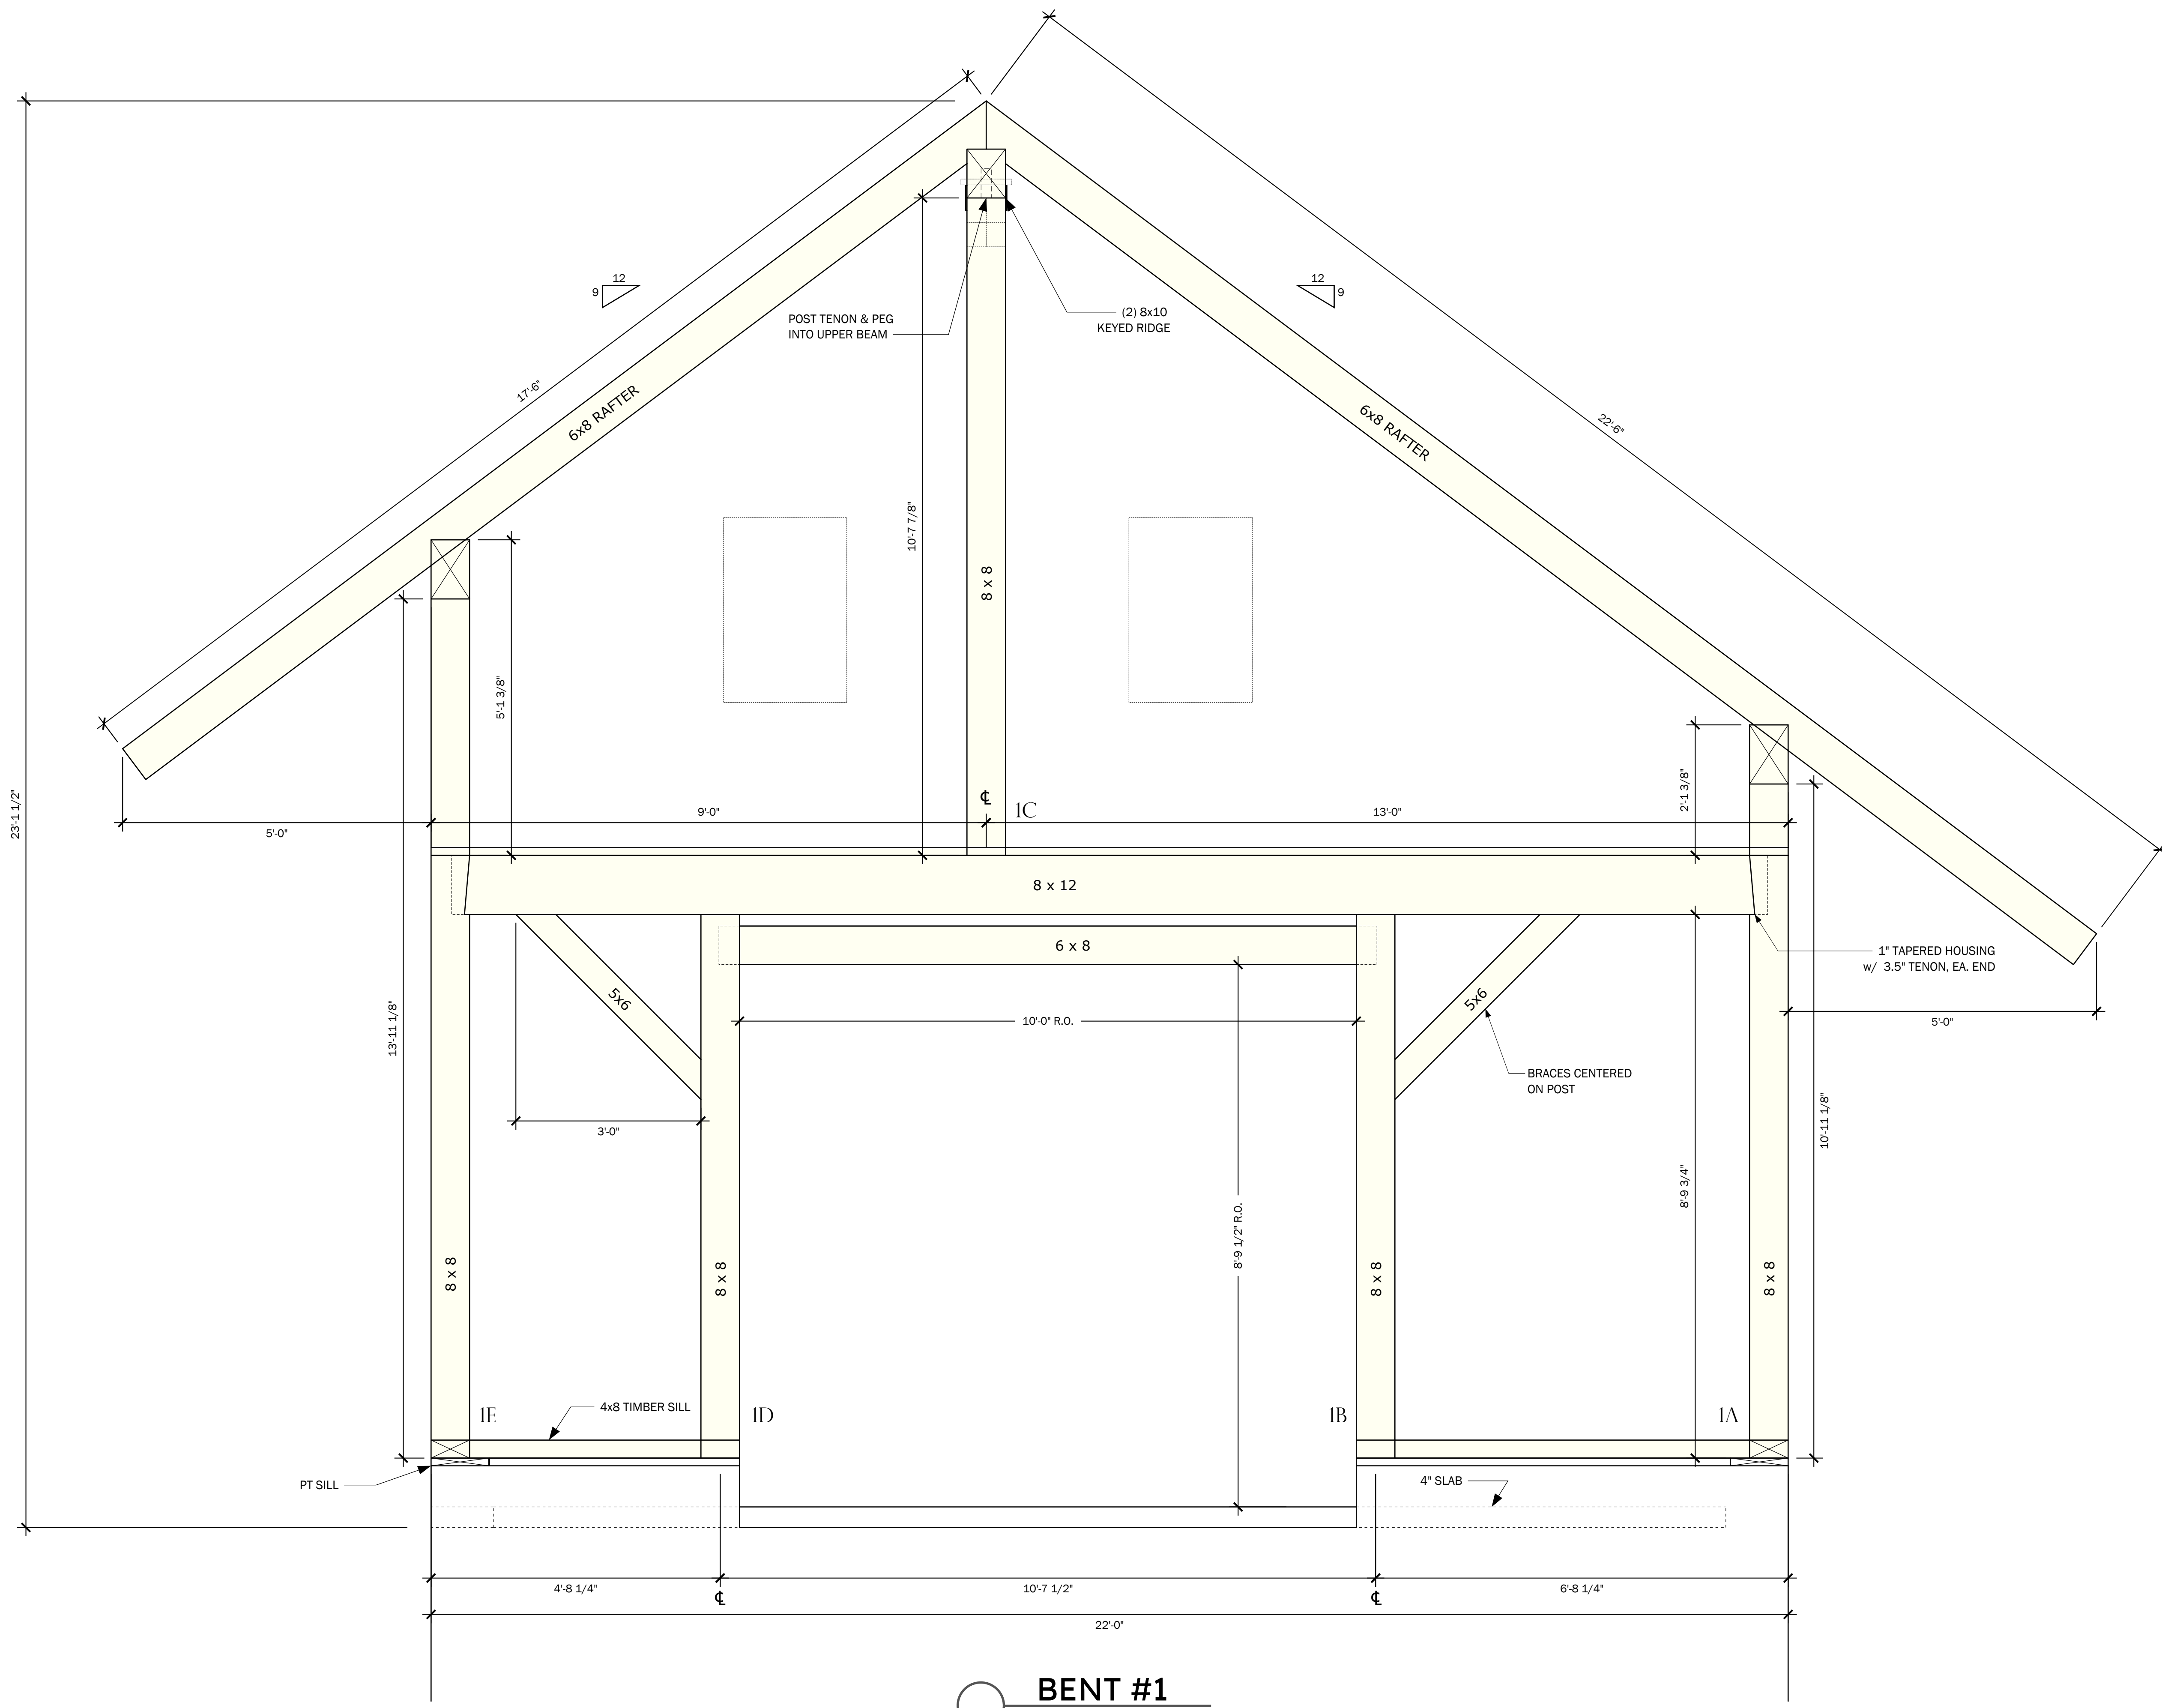 12
9
12
9
POST TENON & PEG
INTO UPPER BEAM
(2) 8x10
KEYED RIDGE
17'-6"
6x8 RAFTER
6x8 RAFTER
22'-6"
10'-7 7/8"
8 x 8
5'-1 3/8"
23'-1 1/2"
2'-1 3/8"
℄
1C
5'-0"
9'-0"
13'-0"
8 x 12
6 x 8
1" TAPERED HOUSING
w/ 3.5" TENON, EA. END
5x6
5x6
10'-0" R.O.
5'-0"
13'-11 1/8"
BRACES CENTERED
ON POST
10'-11 1/8"
3'-0"
8'-9 3/4"
8'-9 1/2" R.O.
8 x 8
8 x 8
8 x 8
8 x 8
1E
4x8 TIMBER SILL
1D
1B
1A
PT SILL
4" SLAB
4'-8 1/4"
10'-7 1/2"
6'-8 1/4"
℄
℄
22'-0"
BENT #1